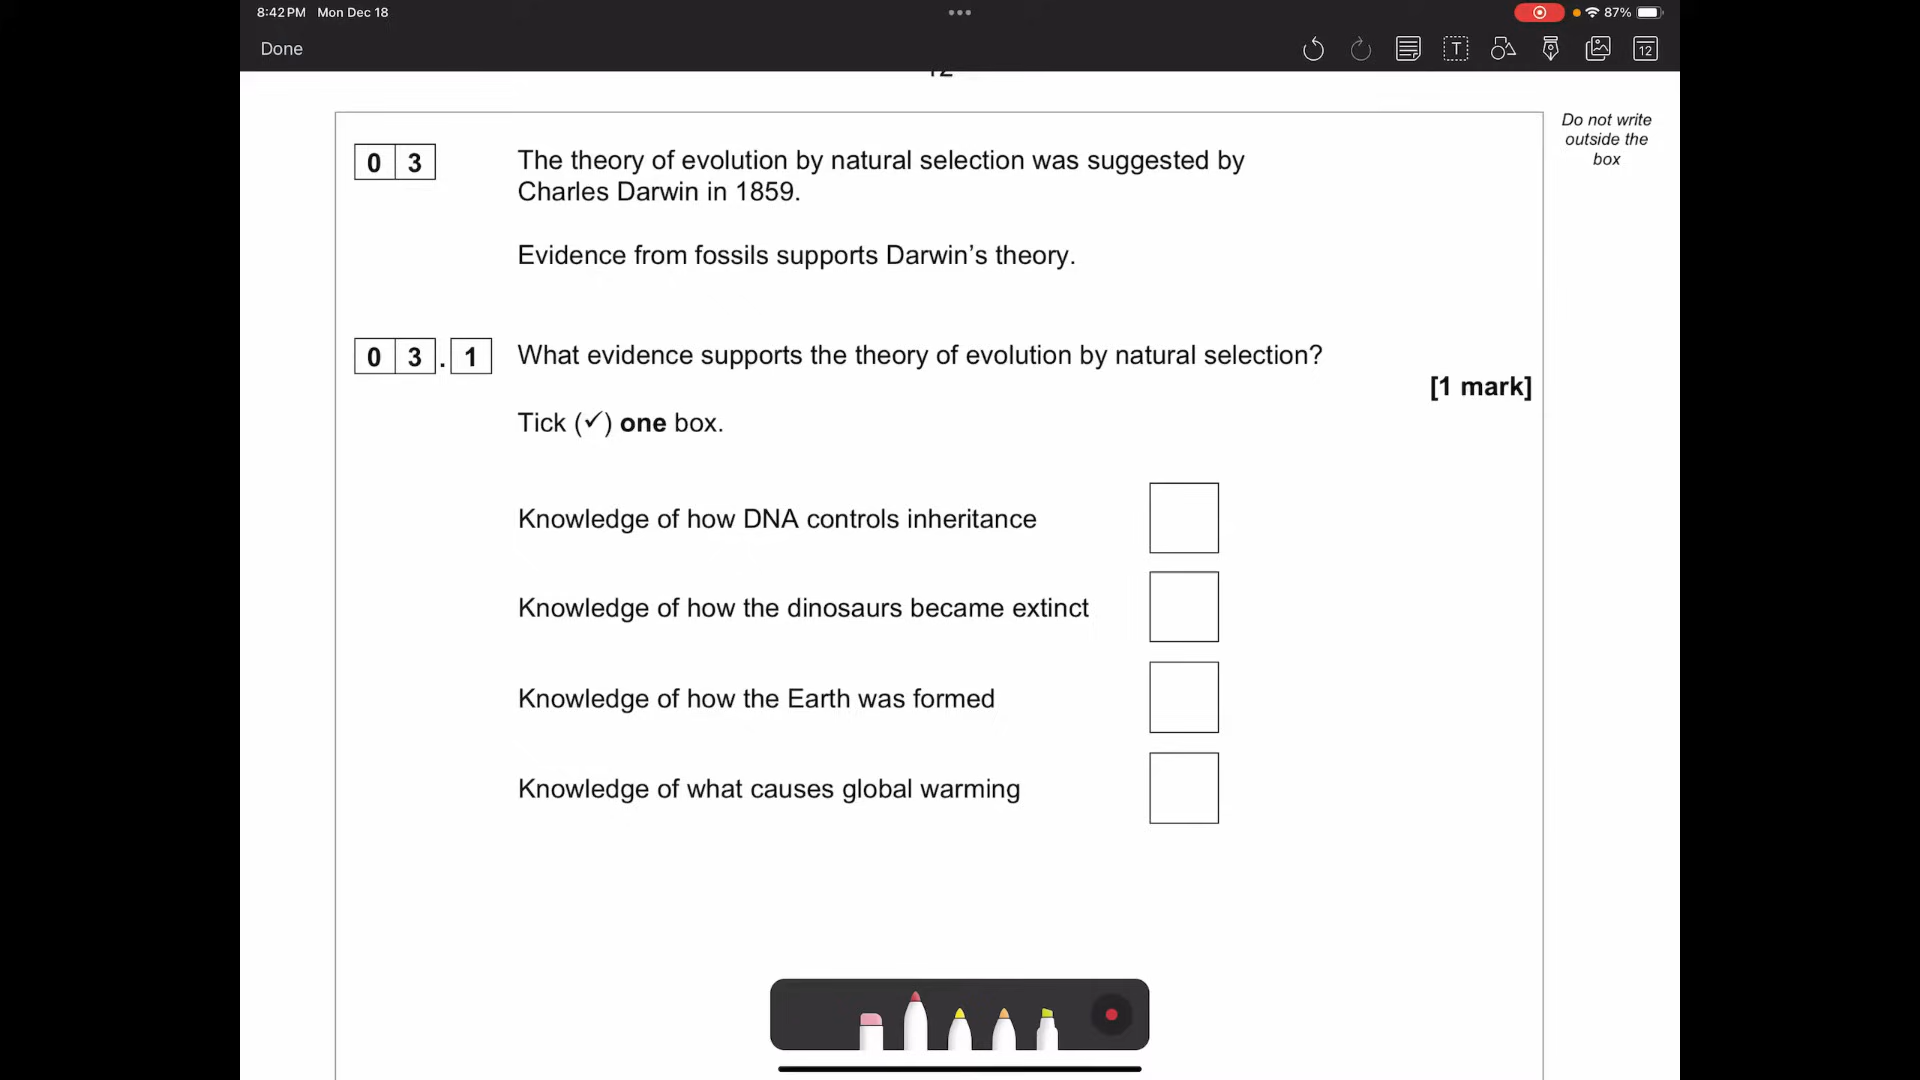 8:42 PM Mon Dec 18
87%
Done
T
12
Do not write
outside the
box
0 3
The theory of evolution by natural selection was suggested by
Charles Darwin in 1859.
Evidence from fossils supports Darwin’s theory.
0 3 . 1
What evidence supports the theory of evolution by natural selection?
[1 mark]
Tick (✓) one box.
Knowledge of how DNA controls inheritance
Knowledge of how the dinosaurs became extinct
Knowledge of how the Earth was formed
Knowledge of what causes global warming